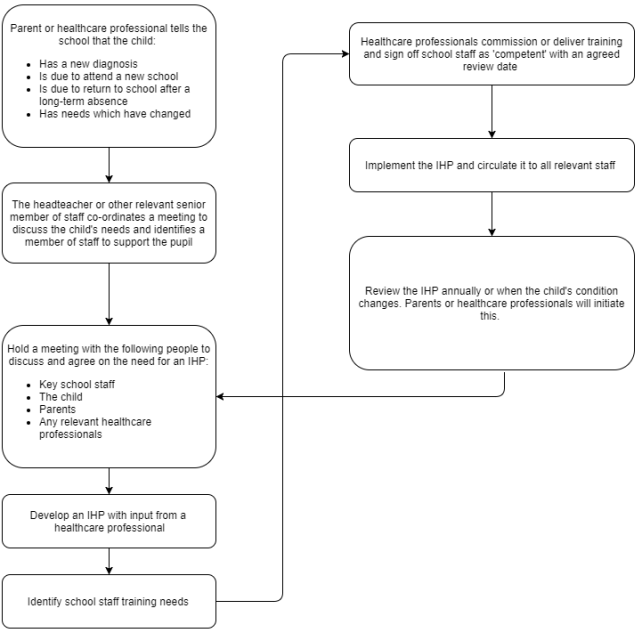 Parent or healthcare professional tells the
school that the child:
• Has a new diagnosis
• Is due to attend a new school
• Is due to return to school after a
long-term absence
• Has needs which have changed
The headteacher or other relevant senior
member of staff co-ordinates a meeting to
discuss the child's needs and identifies a
member of staff to support the pupil
Hold a meeting with the following people to
discuss and agree on the need for an IHP:
• Key school staff
• The child
• Parents
• Any relevant healthcare
professionals
Develop an IHP with input from a
healthcare professional
Identify school staff training needs
Healthcare professionals commission or deliver training
and sign off school staff as 'competent' with an agreed
review date
Implement the IHP and circulate it to all relevant staff
Review the IHP annually or when the child's condition
changes. Parents or healthcare professionals will initiate
this.